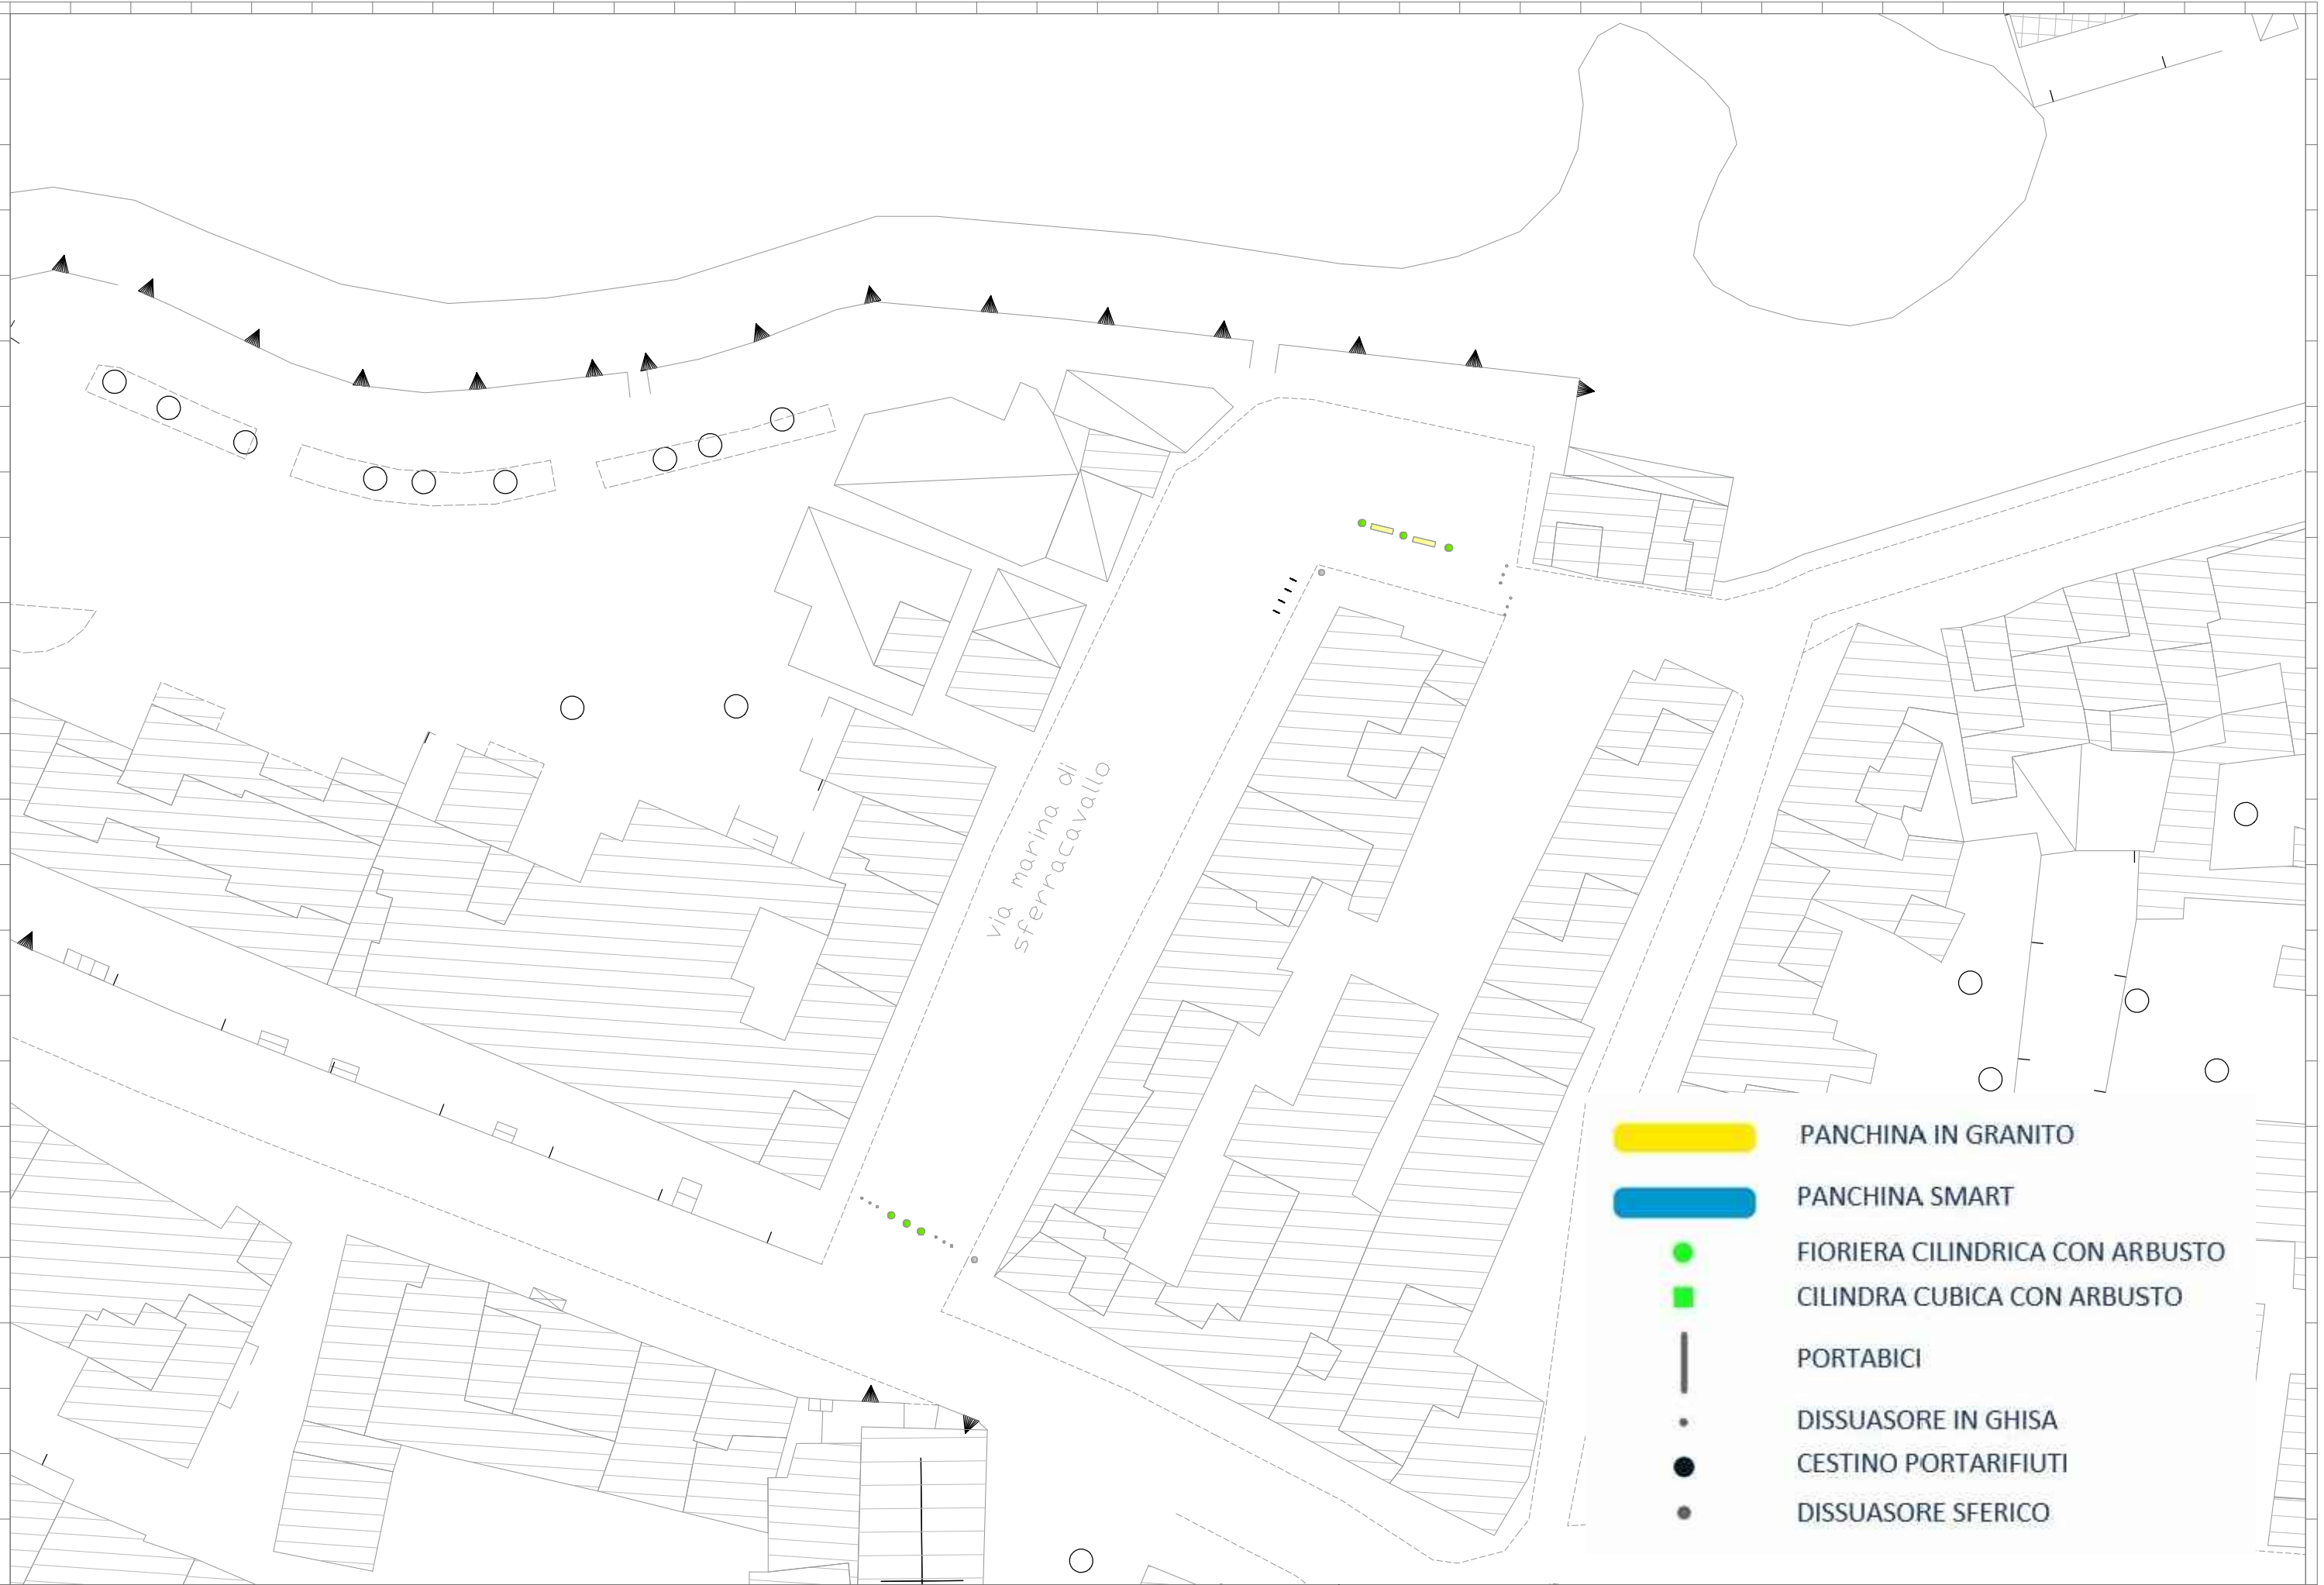 via marina di
sferracavallo
PANCHINA IN GRANITO
PANCHINA SMART
FIORIERA CILINDRICA CON ARBUSTO
CILINDRA CUBICA CON ARBUSTO
PORTABICI
DISSUASORE IN GHISA
CESTINO PORTARIFIUTI
DISSUASORE SFERICO